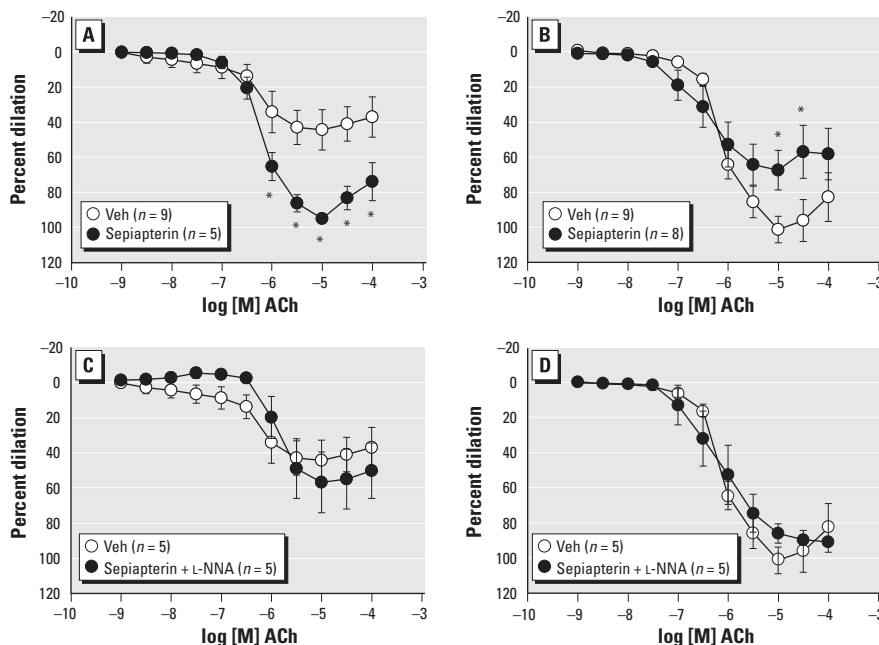 A
Percent dilation
–20
0
20
40
60
80
100
120
Veh (n = 9)
Sepiapterin (n = 5)
* * * * *
–10 –9 –8 –7 –6 –5 –4 –3
log [M] ACh
B
Percent dilation
–20
0
20
40
60
80
100
120
Veh (n = 9)
Sepiapterin (n = 8)
* *
–10 –9 –8 –7 –6 –5 –4 –3
log [M] ACh
C
Percent dilation
–20
0
20
40
60
80
100
120
Veh (n = 5)
Sepiapterin + L-NNA (n = 5)
–10 –9 –8 –7 –6 –5 –4 –3
log [M] ACh
D
Percent dilation
–20
0
20
40
60
80
100
120
Veh (n = 5)
Sepiapterin + L-NNA (n = 5)
–10 –9 –8 –7 –6 –5 –4 –3
log [M] ACh